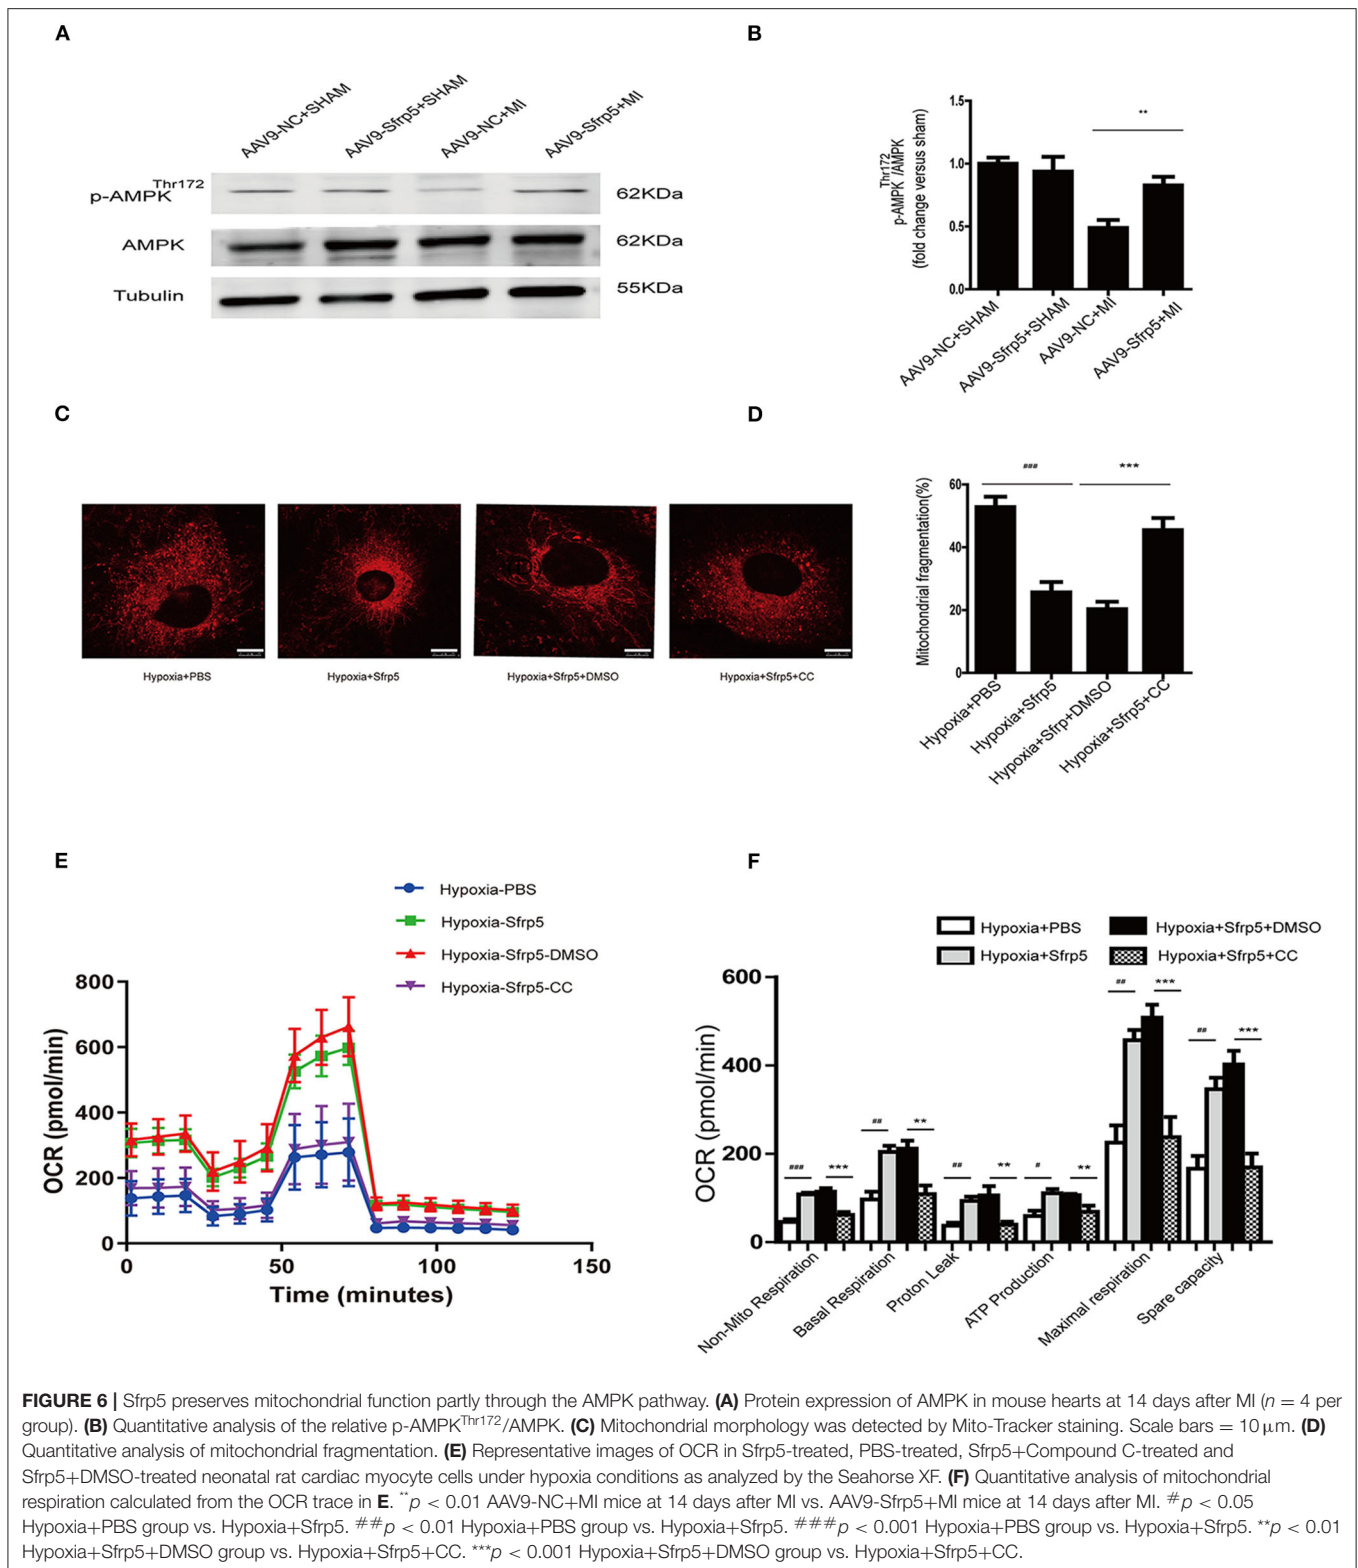 A
AAV9-NC+SHAM
AAV9-Sfrp5+SHAM
AAV9-NC+MI
AAV9-Sfrp5+MI
p-AMPK Thr172
62KDa
AMPK
62KDa
Tubulin
55KDa
B
p-AMPK Thr172/AMPK
(fold change versus sham)
1.5
1.0
0.5
0.0
**
AAV9-NC+SHAM
AAV9-Sfrp5+SHAM
AAV9-NC+MI
AAV9-Sfrp5+MI
C
Hypoxia+PBS
Hypoxia+Sfrp5
Hypoxia+Sfrp5+DMSO
Hypoxia+Sfrp5+CC
D
Mitochondrial fragmentation(%)
60
40
20
0
###
***
Hypoxia+PBS
Hypoxia+Sfrp5
Hypoxia+Sfrp+DMSO
Hypoxia+Sfrp5+CC
E
Hypoxia-PBS
Hypoxia-Sfrp5
Hypoxia-Sfrp5-DMSO
Hypoxia-Sfrp5-CC
OCR (pmol/min)
800
600
400
200
0
0 50 100 150
Time (minutes)
F
Hypoxia+PBS
Hypoxia+Sfrp5+DMSO
Hypoxia+Sfrp5
Hypoxia+Sfrp5+CC
OCR (pmol/min)
600
400
200
0
### ***
## **
## **
# **
## ***
## ***
Non-Mito Respiration
Basal Respiration
Proton Leak
ATP Production
Maximal respiration
Spare capacity
FIGURE 6 | Sfrp5 preserves mitochondrial function partly through the AMPK pathway. (A) Protein expression of AMPK in mouse hearts at 14 days after MI (n = 4 per
group). (B) Quantitative analysis of the relative p-AMPKThr172/AMPK. (C) Mitochondrial morphology was detected by Mito-Tracker staining. Scale bars = 10 μm. (D)
Quantitative analysis of mitochondrial fragmentation. (E) Representative images of OCR in Sfrp5-treated, PBS-treated, Sfrp5+Compound C-treated and
Sfrp5+DMSO-treated neonatal rat cardiac myocyte cells under hypoxia conditions as analyzed by the Seahorse XF. (F) Quantitative analysis of mitochondrial
respiration calculated from the OCR trace in E. **p < 0.01 AAV9-NC+MI mice at 14 days after MI vs. AAV9-Sfrp5+MI mice at 14 days after MI. #p < 0.05
Hypoxia+PBS group vs. Hypoxia+Sfrp5. ##p < 0.01 Hypoxia+PBS group vs. Hypoxia+Sfrp5. ###p < 0.001 Hypoxia+PBS group vs. Hypoxia+Sfrp5. **p < 0.01
Hypoxia+Sfrp5+DMSO group vs. Hypoxia+Sfrp5+CC. ***p < 0.001 Hypoxia+Sfrp5+DMSO group vs. Hypoxia+Sfrp5+CC.